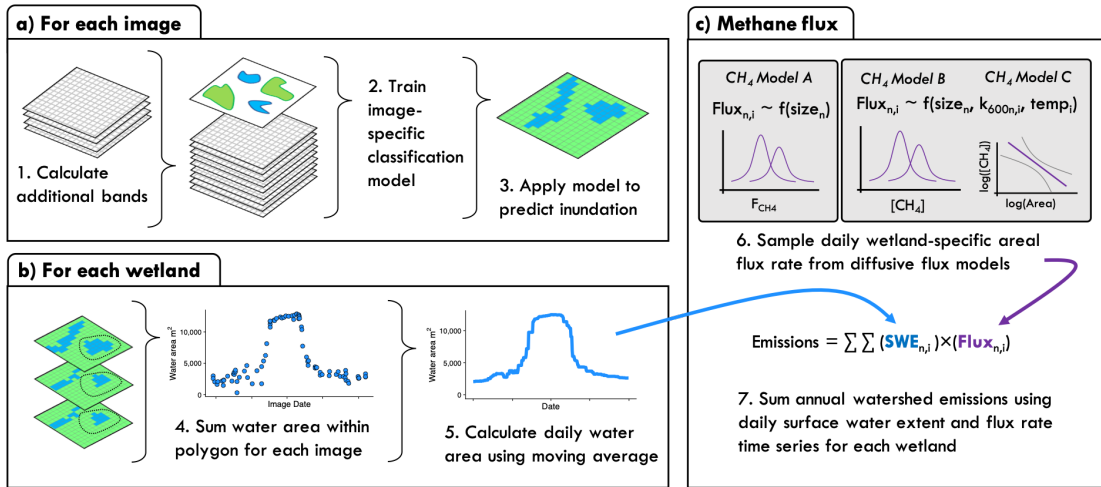 a) For each image
1. Calculate
additional bands
2. Train
image-
specific
classification
model
3. Apply model to
predict inundation
b) For each wetland
Water area m²
10,000
5,000
0
Image Date
4. Sum water area within
polygon for each image
Water area m²
10,000
5,000
0
Date
5. Calculate daily water
area using moving average
c) Methane flux
CH₄ Model A
Fluxₙ,ᵢ ~ f(sizeₙ)
F_CH4
CH₄ Model B
CH₄ Model C
Fluxₙ,ᵢ ~ f(sizeₙ, k₆₀₀ₙ,ᵢ, tempᵢ)
[CH₄]
log([CH₄])
log(Area)
6. Sample daily wetland-specific areal
flux rate from diffusive flux models
Emissions = ∑ ∑ (SWEₙ,ᵢ )×(Fluxₙ,ᵢ)
7. Sum annual watershed emissions using
daily surface water extent and flux rate
time series for each wetland